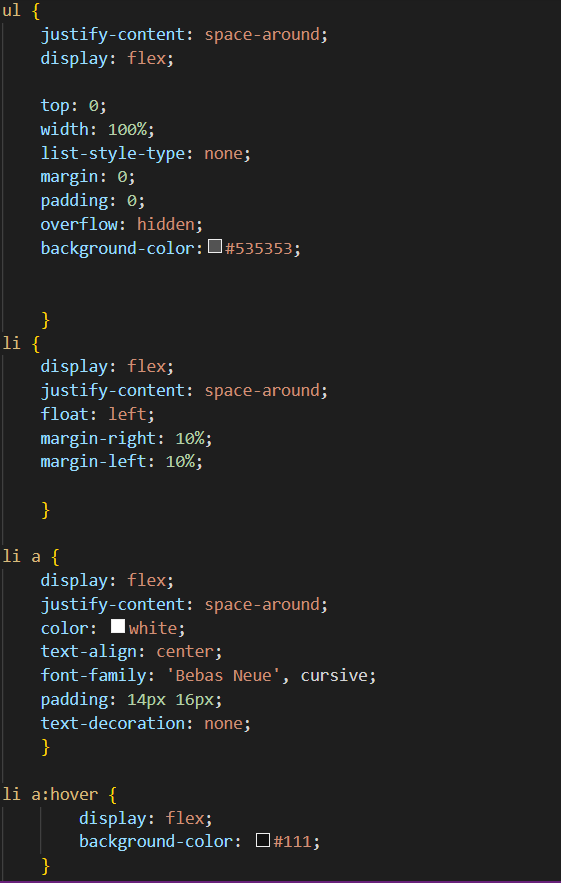 ul {
    justify-content: space-around;
    display: flex;

    top: 0;
    width: 100%;
    list-style-type: none;
    margin: 0;
    padding: 0;
    overflow: hidden;
    background-color: #535353;


    }
li {
    display: flex;
    justify-content: space-around;
    float: left;
    margin-right: 10%;
    margin-left: 10%;

    }

li a {
    display: flex;
    justify-content: space-around;
    color: white;
    text-align: center;
    font-family: 'Bebas Neue', cursive;
    padding: 14px 16px;
    text-decoration: none;
    }

li a:hover {
        display: flex;
        background-color: #111;
    }